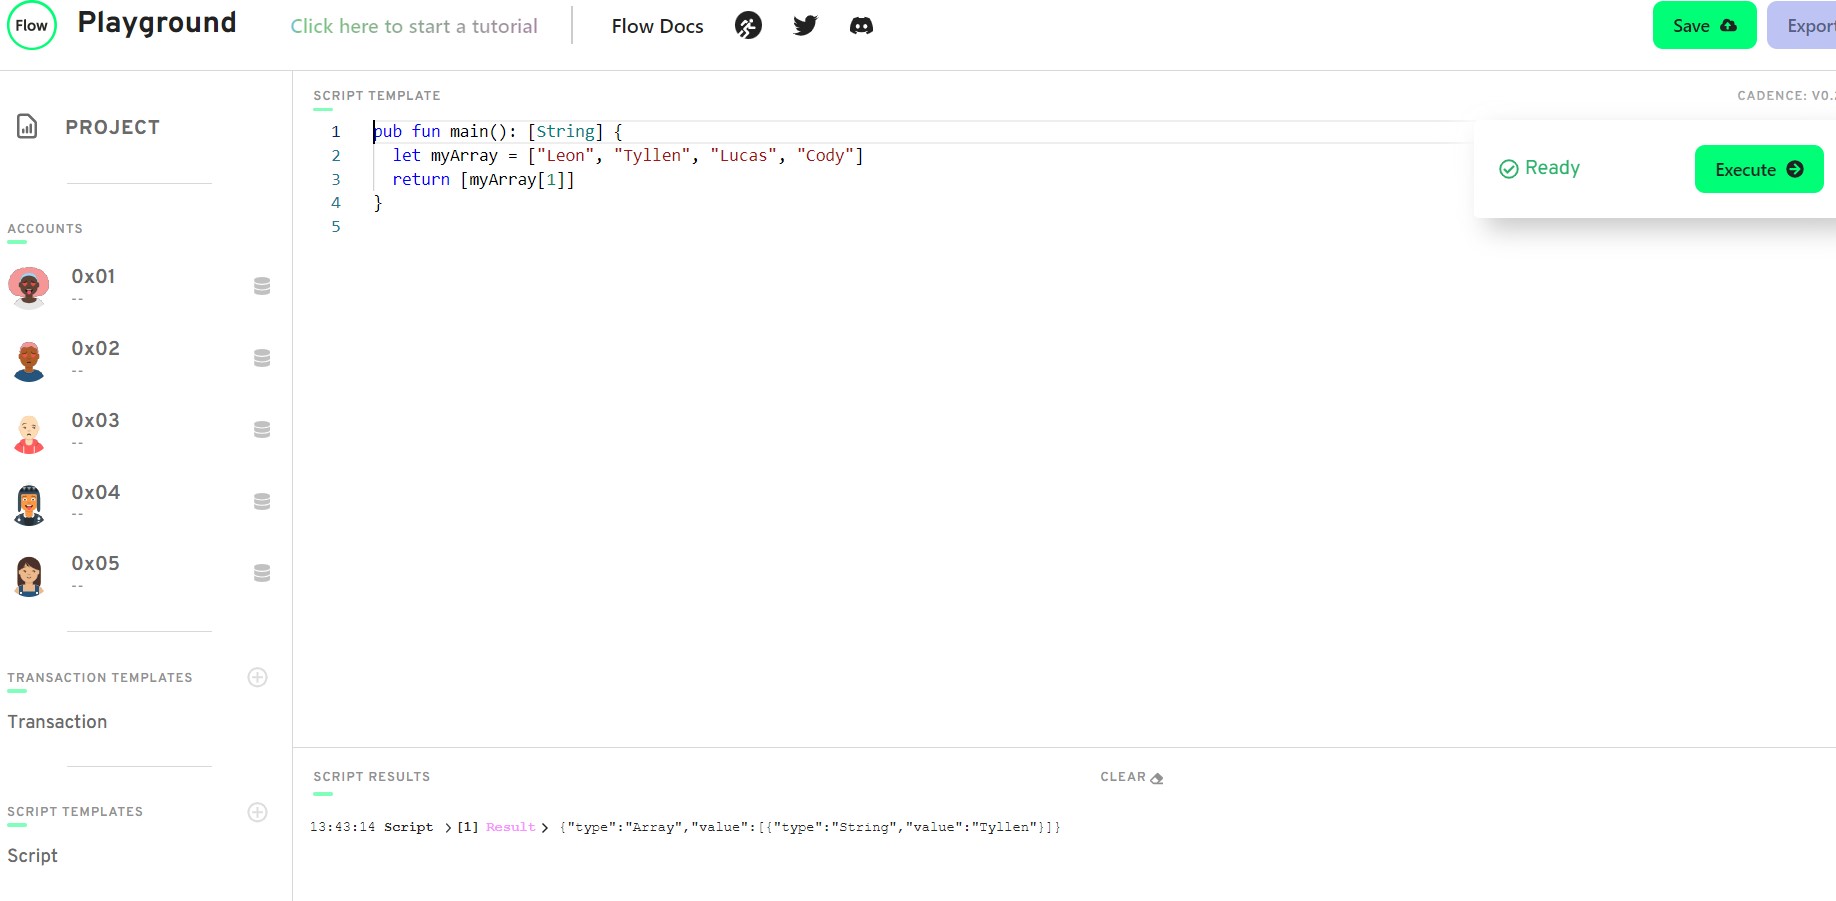 Flow Playground Click here to start a tutorial Flow Docs Save
SCRIPT TEMPLATE
PROJECT
1 pub fun main(): [String] {
2 let myArray = ["Leon", "Tyllen", "Lucas", "Cody"]
3 return [myArray[1]]
4 }
5
Ready Execute
ACCOUNTS
0x01
--
0x02
--
0x03
--
0x04
--
0x05
--
TRANSACTION TEMPLATES
Transaction
SCRIPT TEMPLATES
Script
SCRIPT RESULTS CLEAR
13:43:14 Script > [1] Result > {"type":"Array","value":[{"type":"String","value":"Tyllen"}]}
CADENCE: